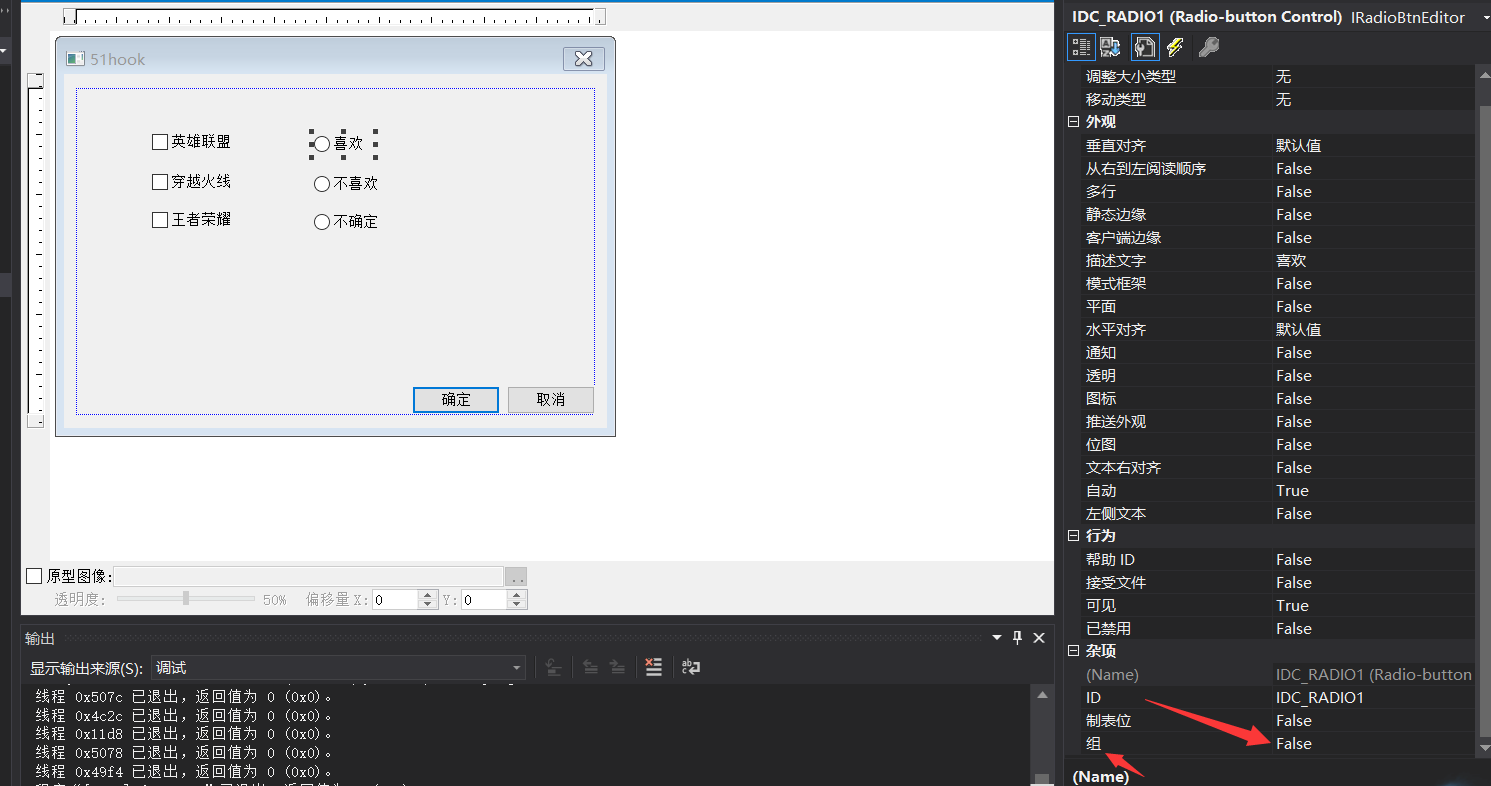 51hook
英雄联盟
喜欢
穿越火线
不喜欢
王者荣耀
不确定
确定
取消
原型图像:
..
透明度:
50%
偏移量 X:
0
Y:
0
输出
显示输出来源(S):
调试
线程 0x507c 已退出，返回值为 0 (0x0)。
线程 0x4c2c 已退出，返回值为 0 (0x0)。
线程 0x11d8 已退出，返回值为 0 (0x0)。
线程 0x5078 已退出，返回值为 0 (0x0)。
线程 0x49f4 已退出，返回值为 0 (0x0)。
IDC_RADIO1 (Radio-button Control) IRadioBtnEditor
调整大小类型 无
移动类型 无
外观
垂直对齐 默认值
从右到左阅读顺序 False
多行 False
静态边缘 False
客户端边缘 False
描述文字 喜欢
模式框架 False
平面 False
水平对齐 默认值
通知 False
透明 False
图标 False
推送外观 False
位图 False
文本右对齐 False
自动 True
左侧文本 False
行为
帮助 ID False
接受文件 False
可见 True
已禁用 False
杂项
(Name) IDC_RADIO1 (Radio-button
ID IDC_RADIO1
制表位 False
组 False
(Name)